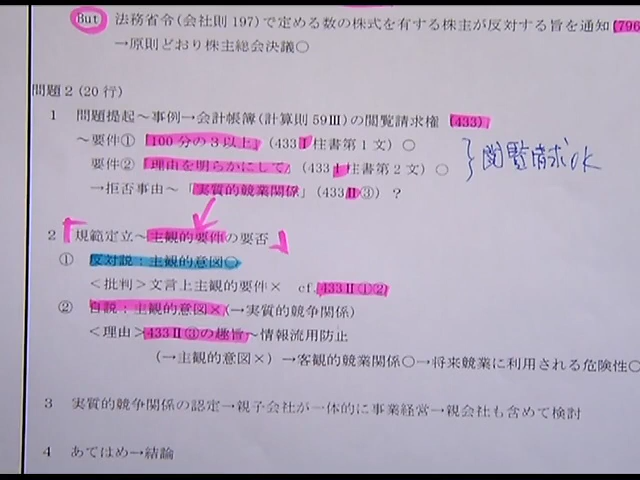 But 法務省令(会社則197)で定める数の株式を有する株主が反対する旨を通知(796
→原則どおり株主総会決議○
問題2(20行)
1 問題提起～事例→会計帳簿(計算則59Ⅲ)の閲覧請求権(433)
～要件①「100分の3以上」(433Ⅰ柱書第1文)○
要件②「理由を明らかにして」(433Ⅰ柱書第2文)○
→拒否事由～「実質的競業関係」(433Ⅱ③)?
}閲覧請求OK
2 規範定立～主観的要件の要否
① 反対説:主観的意図○
<批判>文言上主観的要件× cf.433Ⅱ①②
② 自説:主観的意図×(→実質的競争関係)
<理由>433Ⅱ③の趣旨～情報流用防止
(→主観的意図×)→客観的競業関係○→将来競業に利用される危険性○
3 実質的競争関係の認定→親子会社が一体的に事業経営→親会社も含めて検討
4 あてはめ→結論